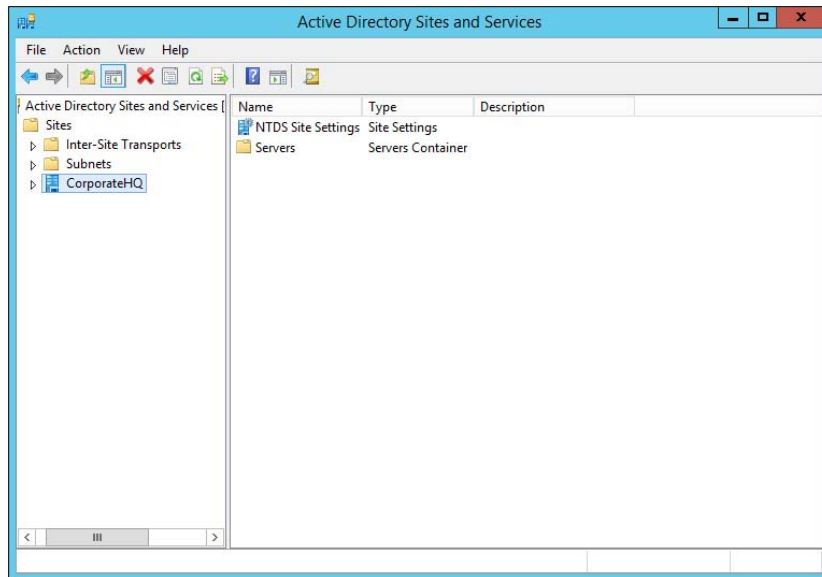 Active Directory Sites and Services
File Action View Help
Active Directory Sites and Services [
Sites
Inter-Site Transports
Subnets
CorporateHQ
Name Type Description
NTDS Site Settings Site Settings
Servers Servers Container